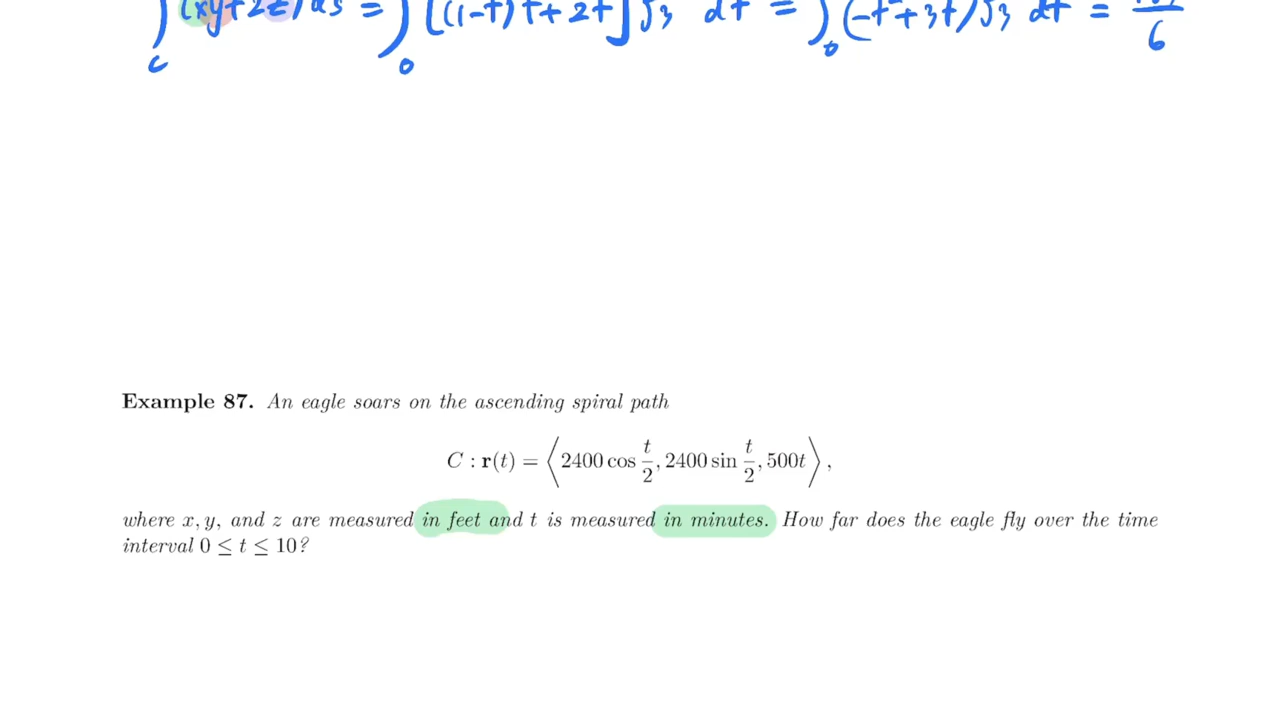 ∫_C (xy+2z) ds = ∫_0 [(1-t)t+2t]√3 dt = ∫_0 (-t²+3t)√3 dt = /6
Example 87. An eagle soars on the ascending spiral path
C : r(t) = ⟨2400 cos t/2, 2400 sin t/2, 500t⟩,
where x, y, and z are measured in feet and t is measured in minutes. How far does the eagle fly over the time
interval 0 ≤ t ≤ 10?